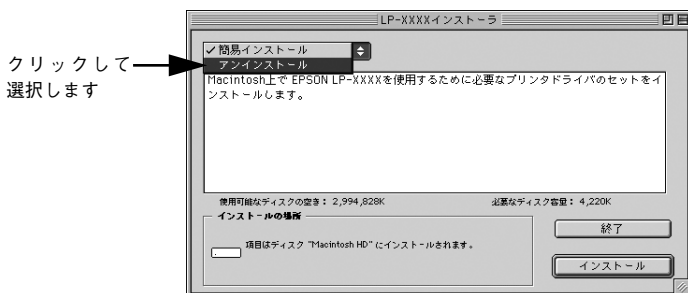 LP-XXXXインストーラ
✓簡易インストール
アンインストール
クリックして
選択します
Macintosh上で EPSON LP-XXXXを使用するために必要なプリンタドライバのセットをイ
ンストールします。
使用可能なディスクの空き： 2,994,828K
必要なディスク容量： 4,220K
インストールの場所
項目はディスク "Macintosh HD" にインストールされます。
終了
インストール